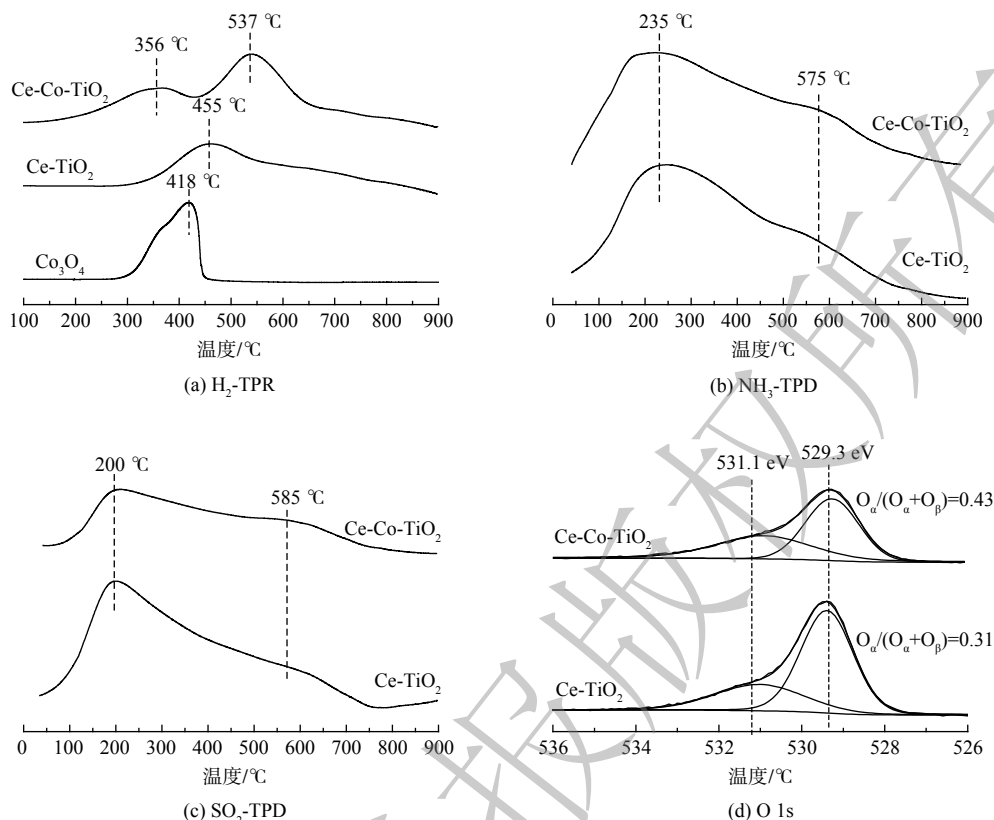 537 ℃
356 ℃
Ce-Co-TiO₂
455 ℃
Ce-TiO₂
418 ℃
Co₃O₄
100 200 300 400 500 600 700 800 900
温度/℃
(a) H₂-TPR
235 ℃
575 ℃
Ce-Co-TiO₂
Ce-TiO₂
0 100 200 300 400 500 600 700 800 900
温度/℃
(b) NH₃-TPD
200 ℃
585 ℃
Ce-Co-TiO₂
Ce-TiO₂
0 100 200 300 400 500 600 700 800 900
温度/℃
(c) SO₂-TPD
531.1 eV
529.3 eV
Oα/(Oα+Oβ)=0.43
Ce-Co-TiO₂
Oα/(Oα+Oβ)=0.31
Ce-TiO₂
536 534 532 530 528 526
温度/℃
(d) O 1s
报版权所有